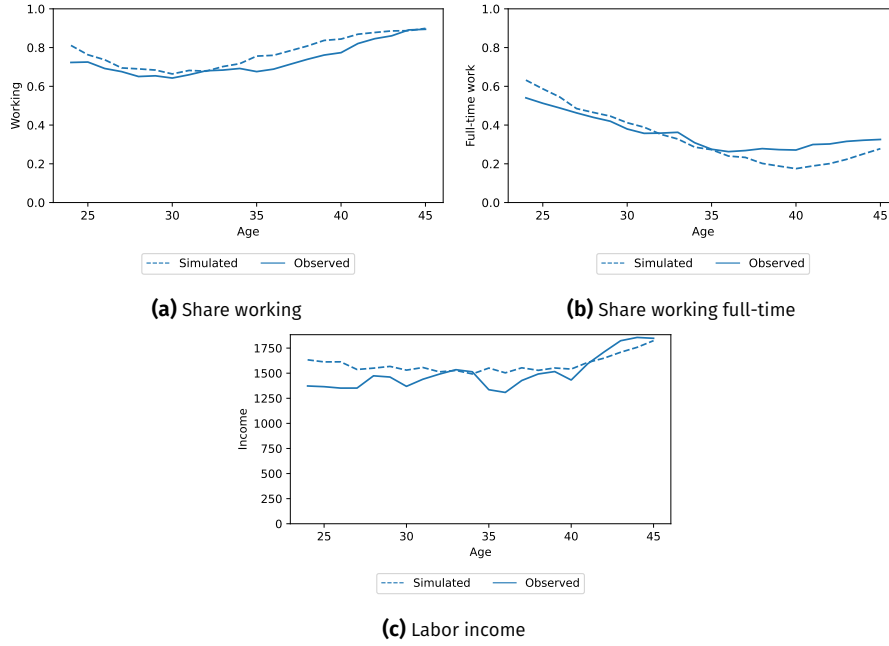 1.0
0.8
0.6
0.4
0.2
0.0
Working
25 30 35 40 45
Age
Simulated Observed
(a) Share working
1.0
0.8
0.6
0.4
0.2
0.0
Full-time work
25 30 35 40 45
Age
Simulated Observed
(b) Share working full-time
1750
1500
1250
1000
750
500
250
0
Income
25 30 35 40 45
Age
Simulated Observed
(c) Labor income